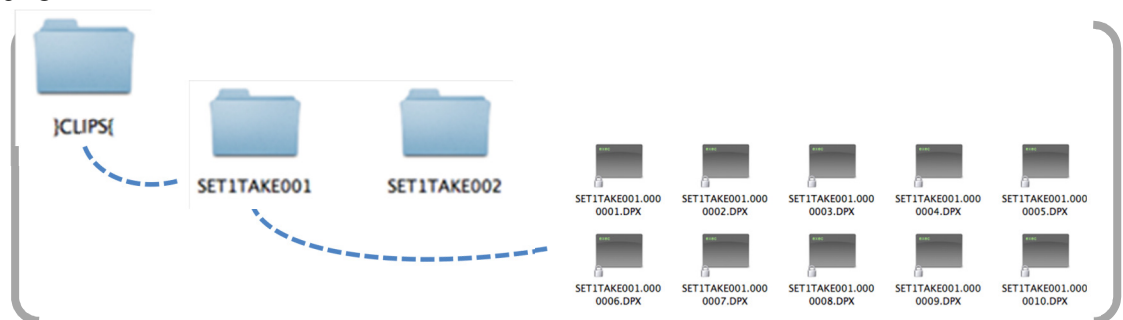 }CLIPS{
SET1TAKE001
SET1TAKE002
SET1TAKE001.000
0001.DPX
SET1TAKE001.000
0002.DPX
SET1TAKE001.000
0003.DPX
SET1TAKE001.000
0004.DPX
SET1TAKE001.000
0005.DPX
SET1TAKE001.000
0006.DPX
SET1TAKE001.000
0007.DPX
SET1TAKE001.000
0008.DPX
SET1TAKE001.000
0009.DPX
SET1TAKE001.000
0010.DPX